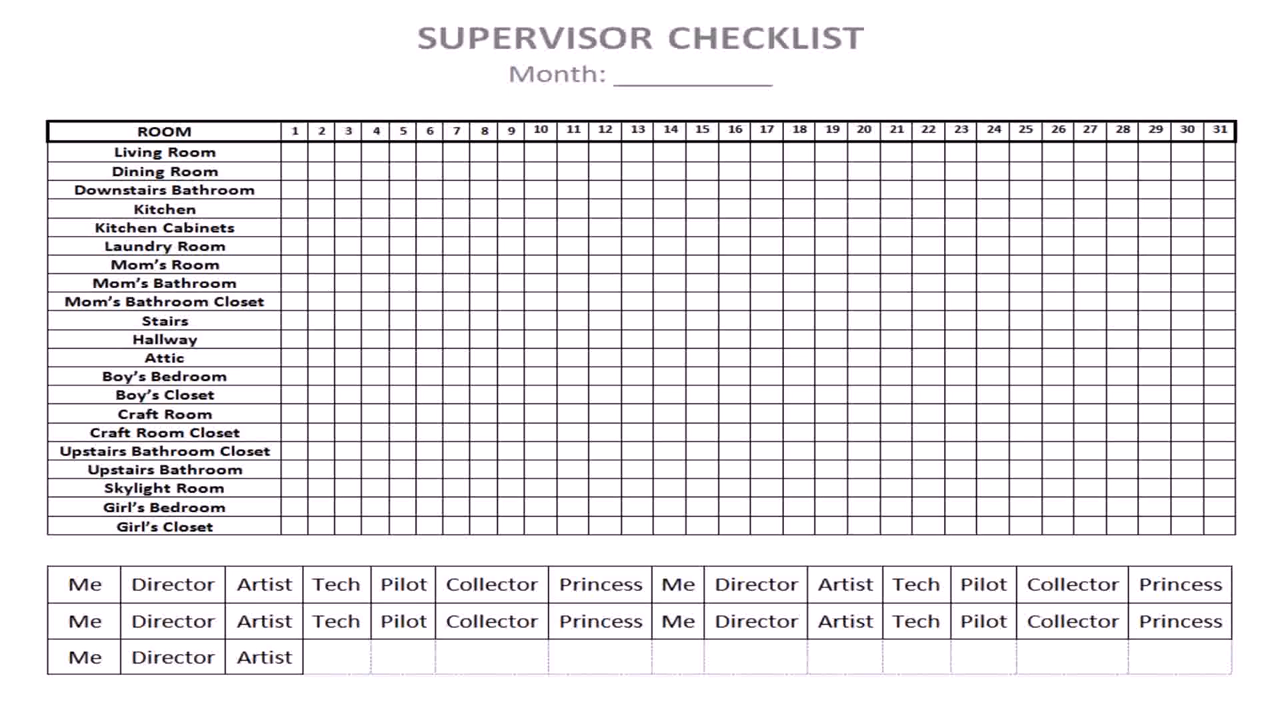 SUPERVISOR CHECKLIST
Month: ___________
ROOM 1 2 3 4 5 6 7 8 9 10 11 12 13 14 15 16 17 18 19 20 21 22 23 24 25 26 27 28 29 30 31
Living Room
Dining Room
Downstairs Bathroom
Kitchen
Kitchen Cabinets
Laundry Room
Mom’s Room
Mom’s Bathroom
Mom’s Bathroom Closet
Stairs
Hallway
Attic
Boy’s Bedroom
Boy’s Closet
Craft Room
Craft Room Closet
Upstairs Bathroom Closet
Upstairs Bathroom
Skylight Room
Girl’s Bedroom
Girl’s Closet
Me Director Artist Tech Pilot Collector Princess Me Director Artist Tech Pilot Collector Princess
Me Director Artist Tech Pilot Collector Princess Me Director Artist Tech Pilot Collector Princess
Me Director Artist